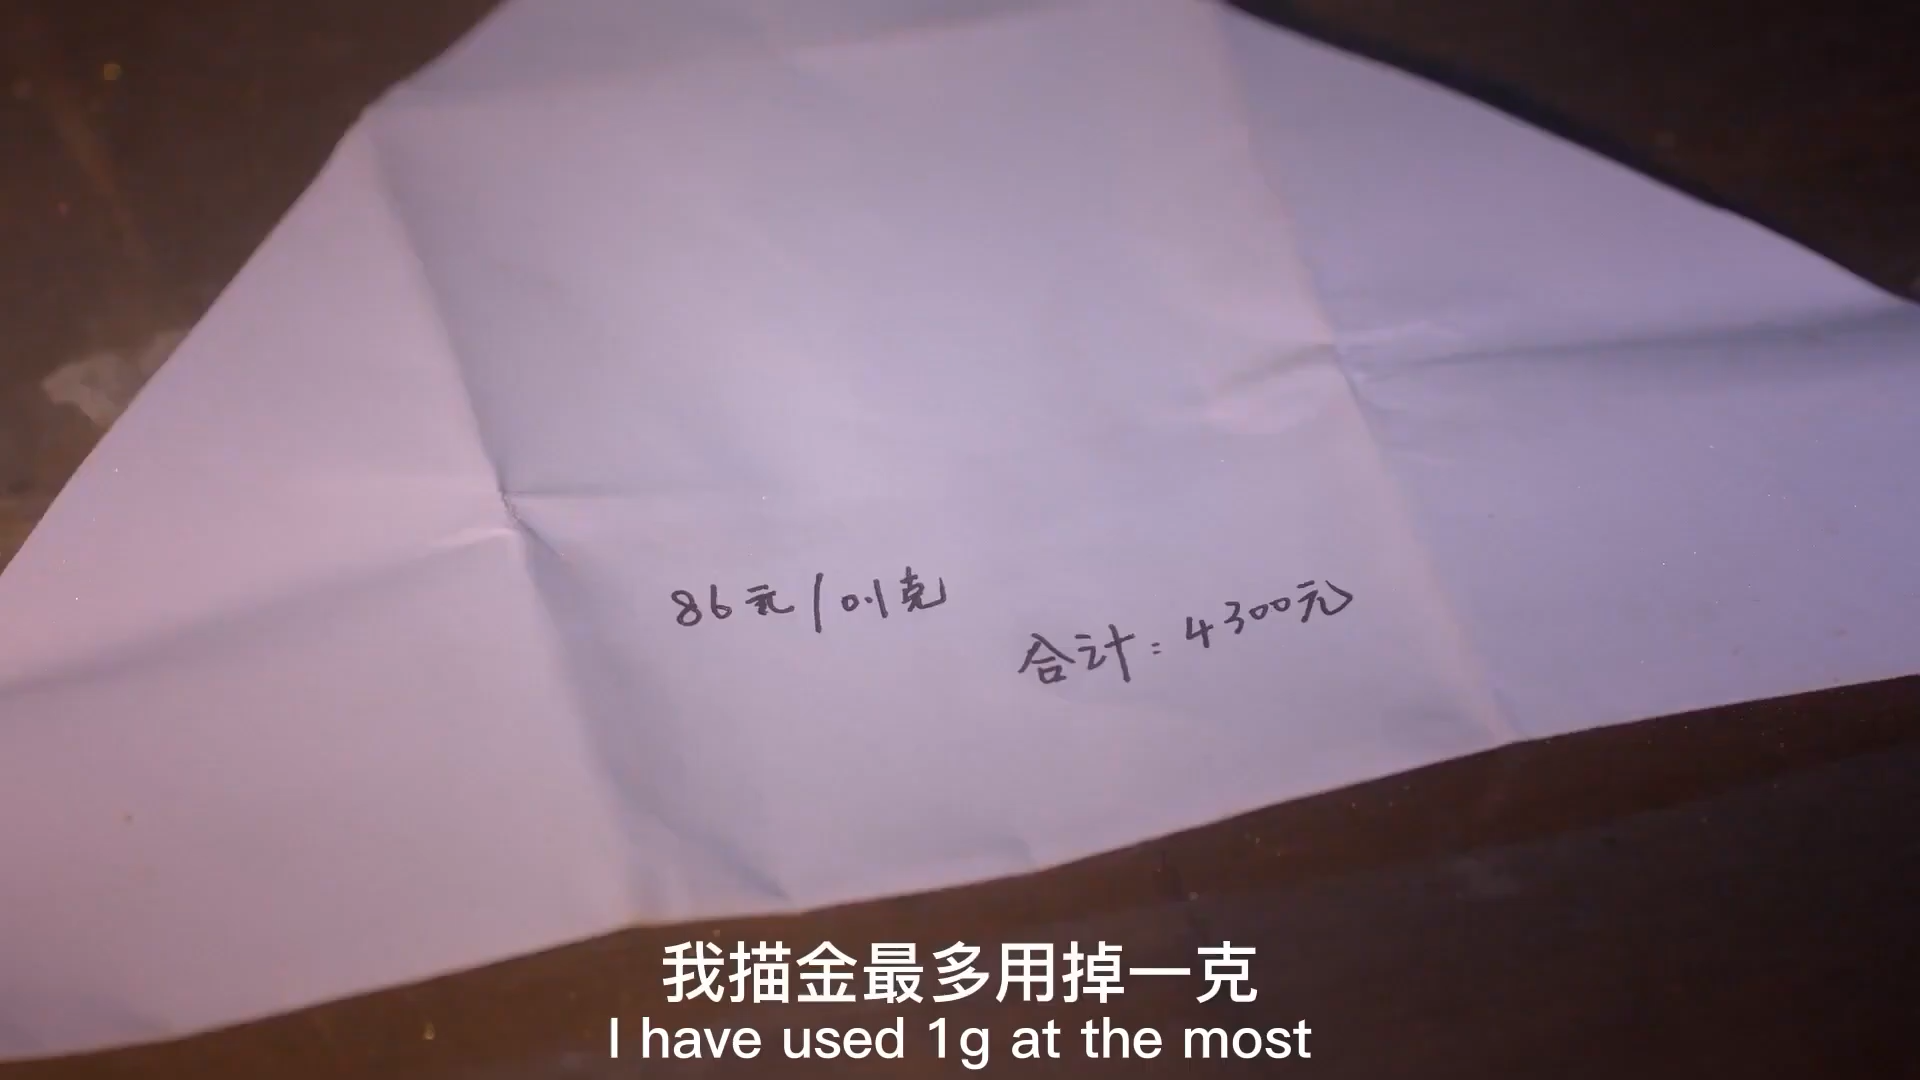 86元/0.1克
合计：4300元
我描金最多用掉一克
I have used 1g at the most